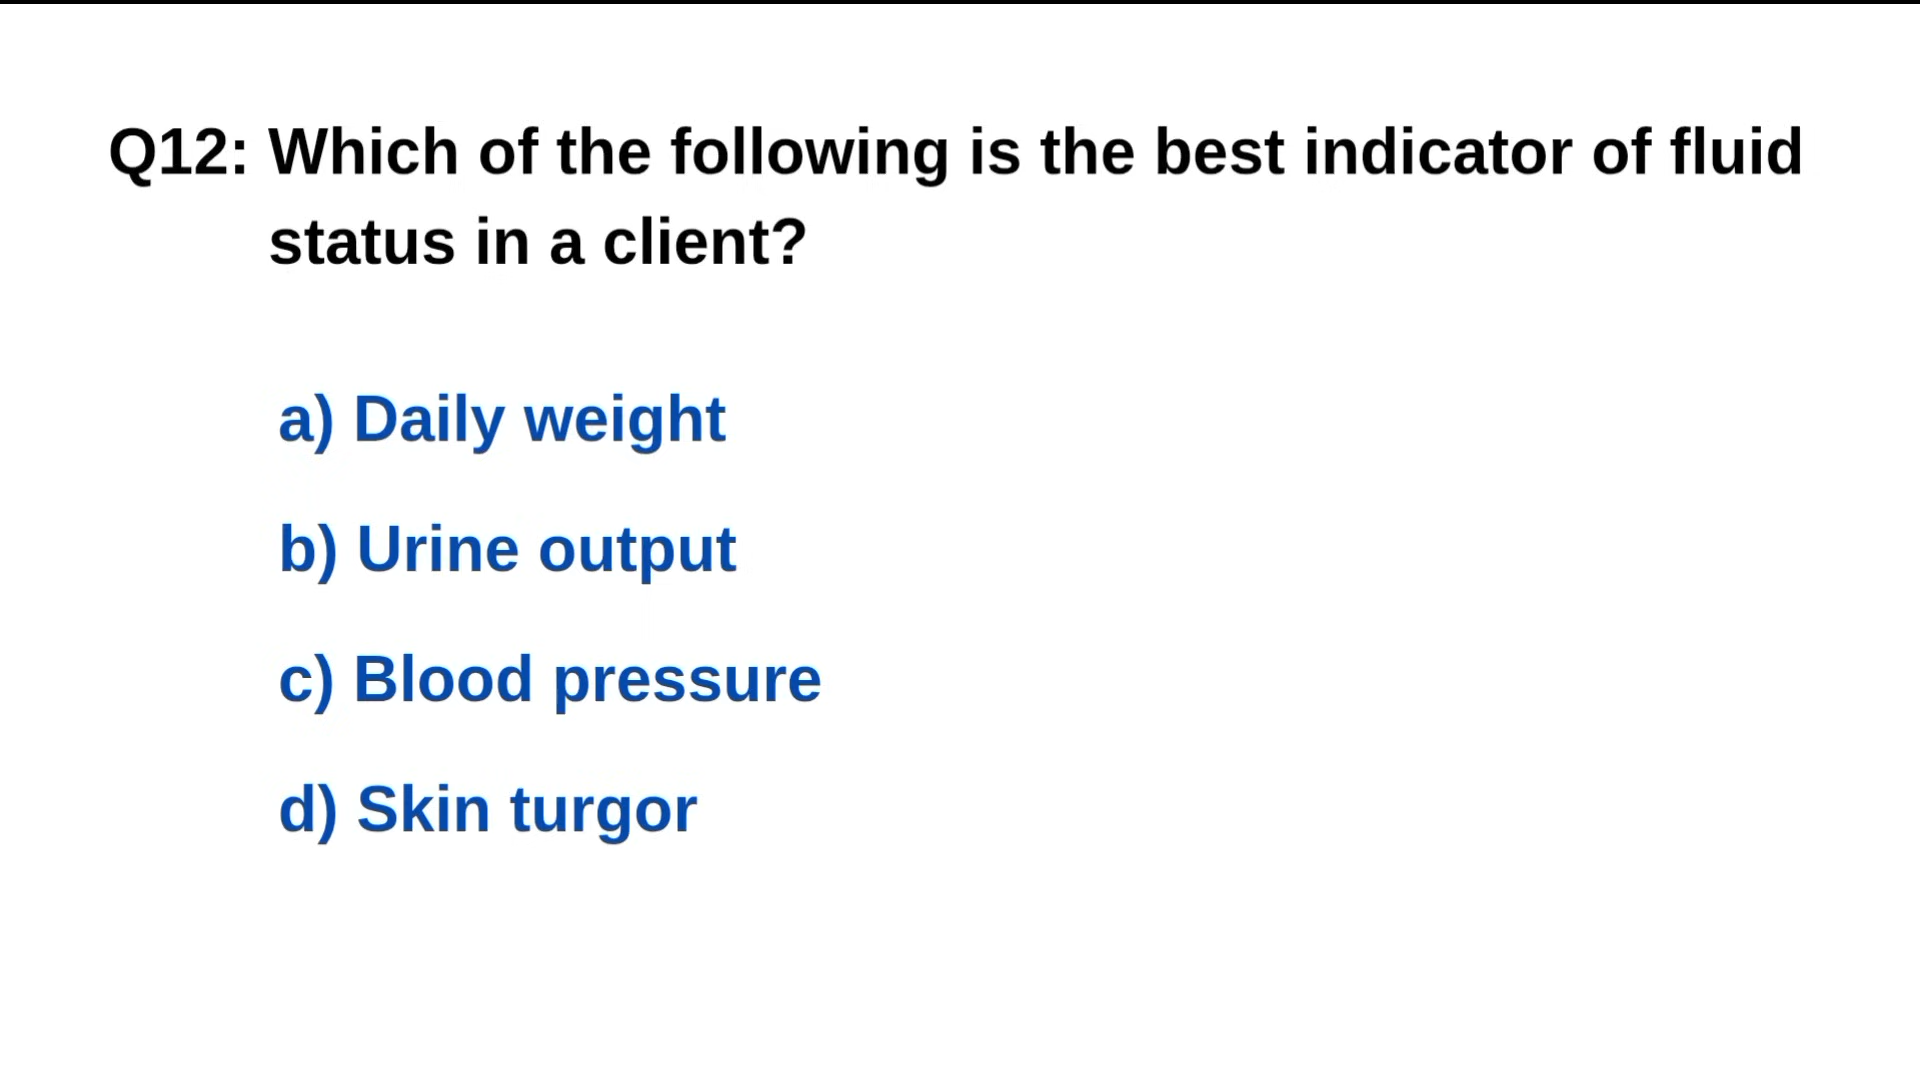 Q12: Which of the following is the best indicator of fluid
status in a client?
a) Daily weight
b) Urine output
c) Blood pressure
d) Skin turgor